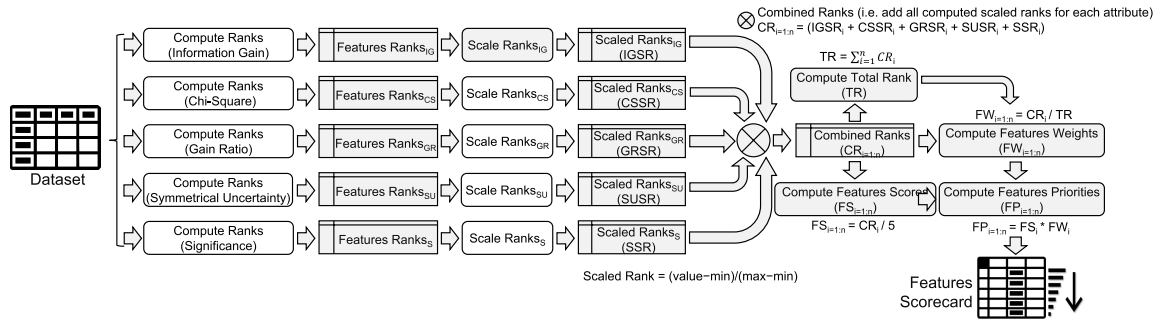 Combined Ranks (i.e. add all computed scaled ranks for each attribute)
CRi=1:n = (IGSRi + CSSRi + GRSRi + SUSRi + SSRi)
Dataset
Compute Ranks
(Information Gain)
Features RanksIG
Scale RanksIG
Scaled RanksIG
(IGSR)
Compute Ranks
(Chi-Square)
Features RanksCS
Scale RanksCS
Scaled RanksCS
(CSSR)
Compute Ranks
(Gain Ratio)
Features RanksGR
Scale RanksGR
Scaled RanksGR
(GRSR)
Compute Ranks
(Symmetrical Uncertainty)
Features RanksSU
Scale RanksSU
Scaled RanksSU
(SUSR)
Compute Ranks
(Significance)
Features RanksS
Scale RanksS
Scaled RanksS
(SSR)
Scaled Rank = (value−min)/(max−min)
TR = ∑ni=1 CRi
Compute Total Rank
(TR)
Combined Ranks
(CRi=1:n)
FWi=1:n = CRi / TR
Compute Features Weights
(FWi=1:n)
Compute Features Score
(FSi=1:n)
FSi=1:n = CRi / 5
Compute Features Priorities
(FPi=1:n)
FPi=1:n = FSi * FWi
Features
Scorecard